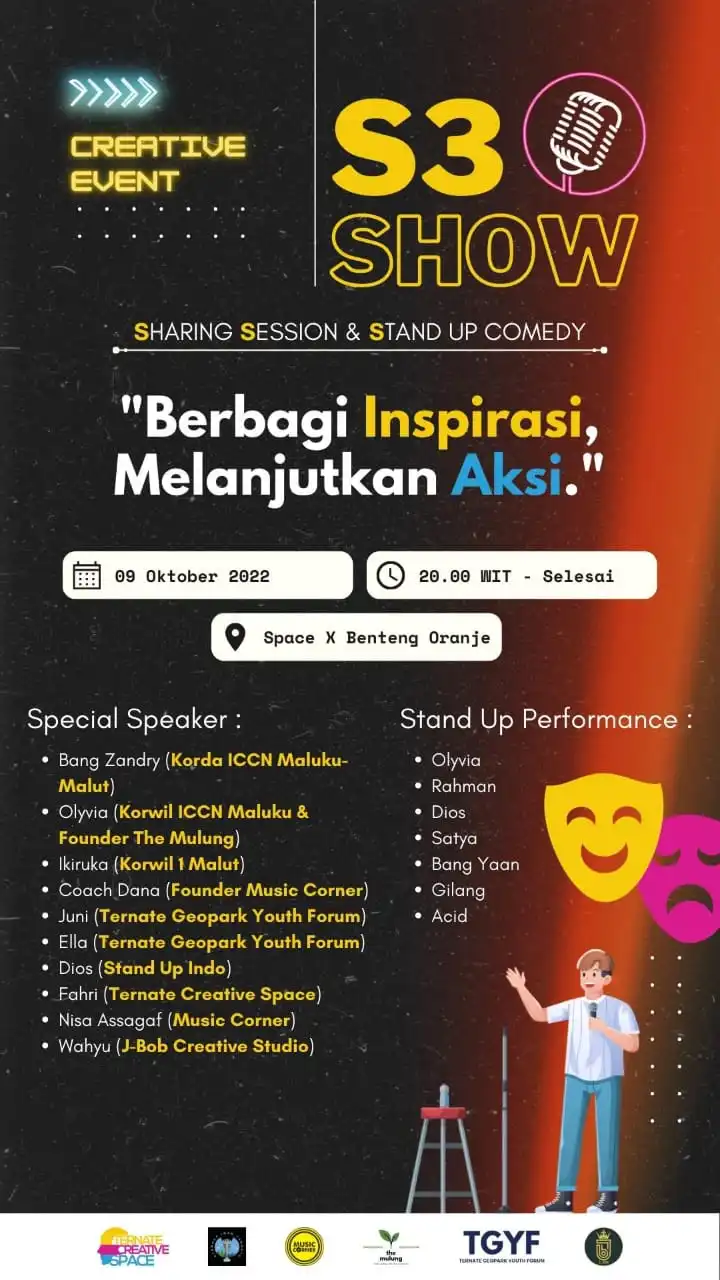 CREATIVE
EVENT
S3
SHOW
SHARING SESSION & STAND UP COMEDY
"Berbagi Inspirasi,
Melanjutkan Aksi."
09 Oktober 2022
20.00 WIT - Selesai
Space X Benteng Oranje
Special Speaker :
• Bang Zandry (Korda ICCN Maluku-
Malut)
• Olyvia (Korwil ICCN Maluku &
Founder The Mulung)
• Ikiruka (Korwil 1 Malut)
• Coach Dana (Founder Music Corner)
• Juni (Ternate Geopark Youth Forum)
• Ella (Ternate Geopark Youth Forum)
• Dios (Stand Up Indo)
• Fahri (Ternate Creative Space)
• Nisa Assagaf (Music Corner)
• Wahyu (J-Bob Creative Studio)
Stand Up Performance :
• Olyvia
• Rahman
• Dios
• Satya
• Bang Yaan
• Gilang
• Acid
TERNATE
CREATIVE
SPACE
MUSIC
CORNER
the
mulung
TGYF
TERNATE GEOPARK YOUTH FORUM